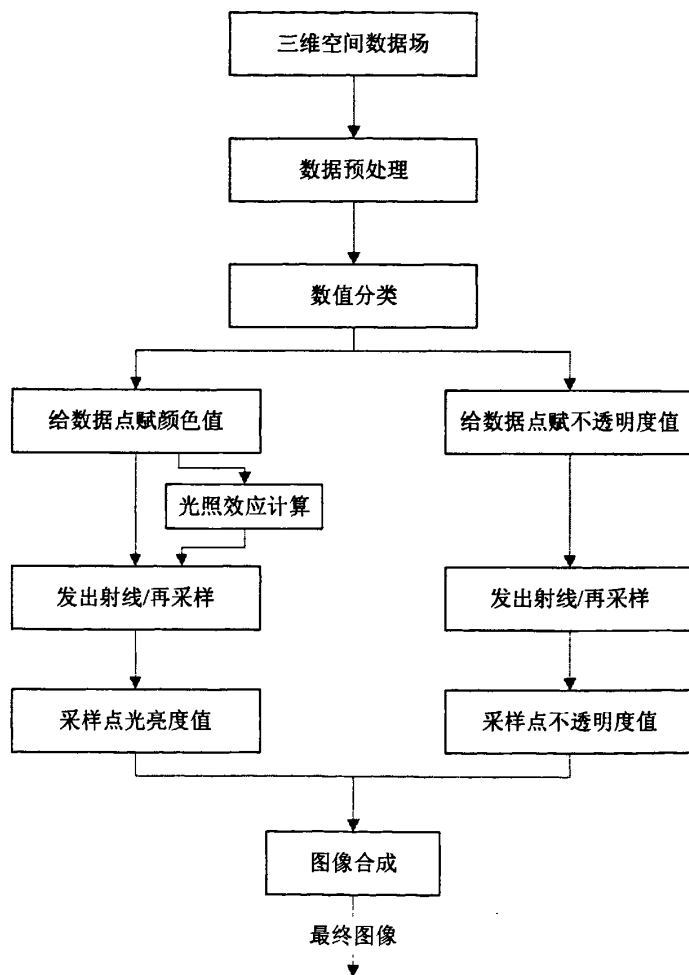 三维空间数据场
数据预处理
数值分类
给数据点赋颜色值
给数据点赋不透明度值
光照效应计算
发出射线/再采样
发出射线/再采样
采样点光亮度值
采样点不透明度值
图像合成
最终图像